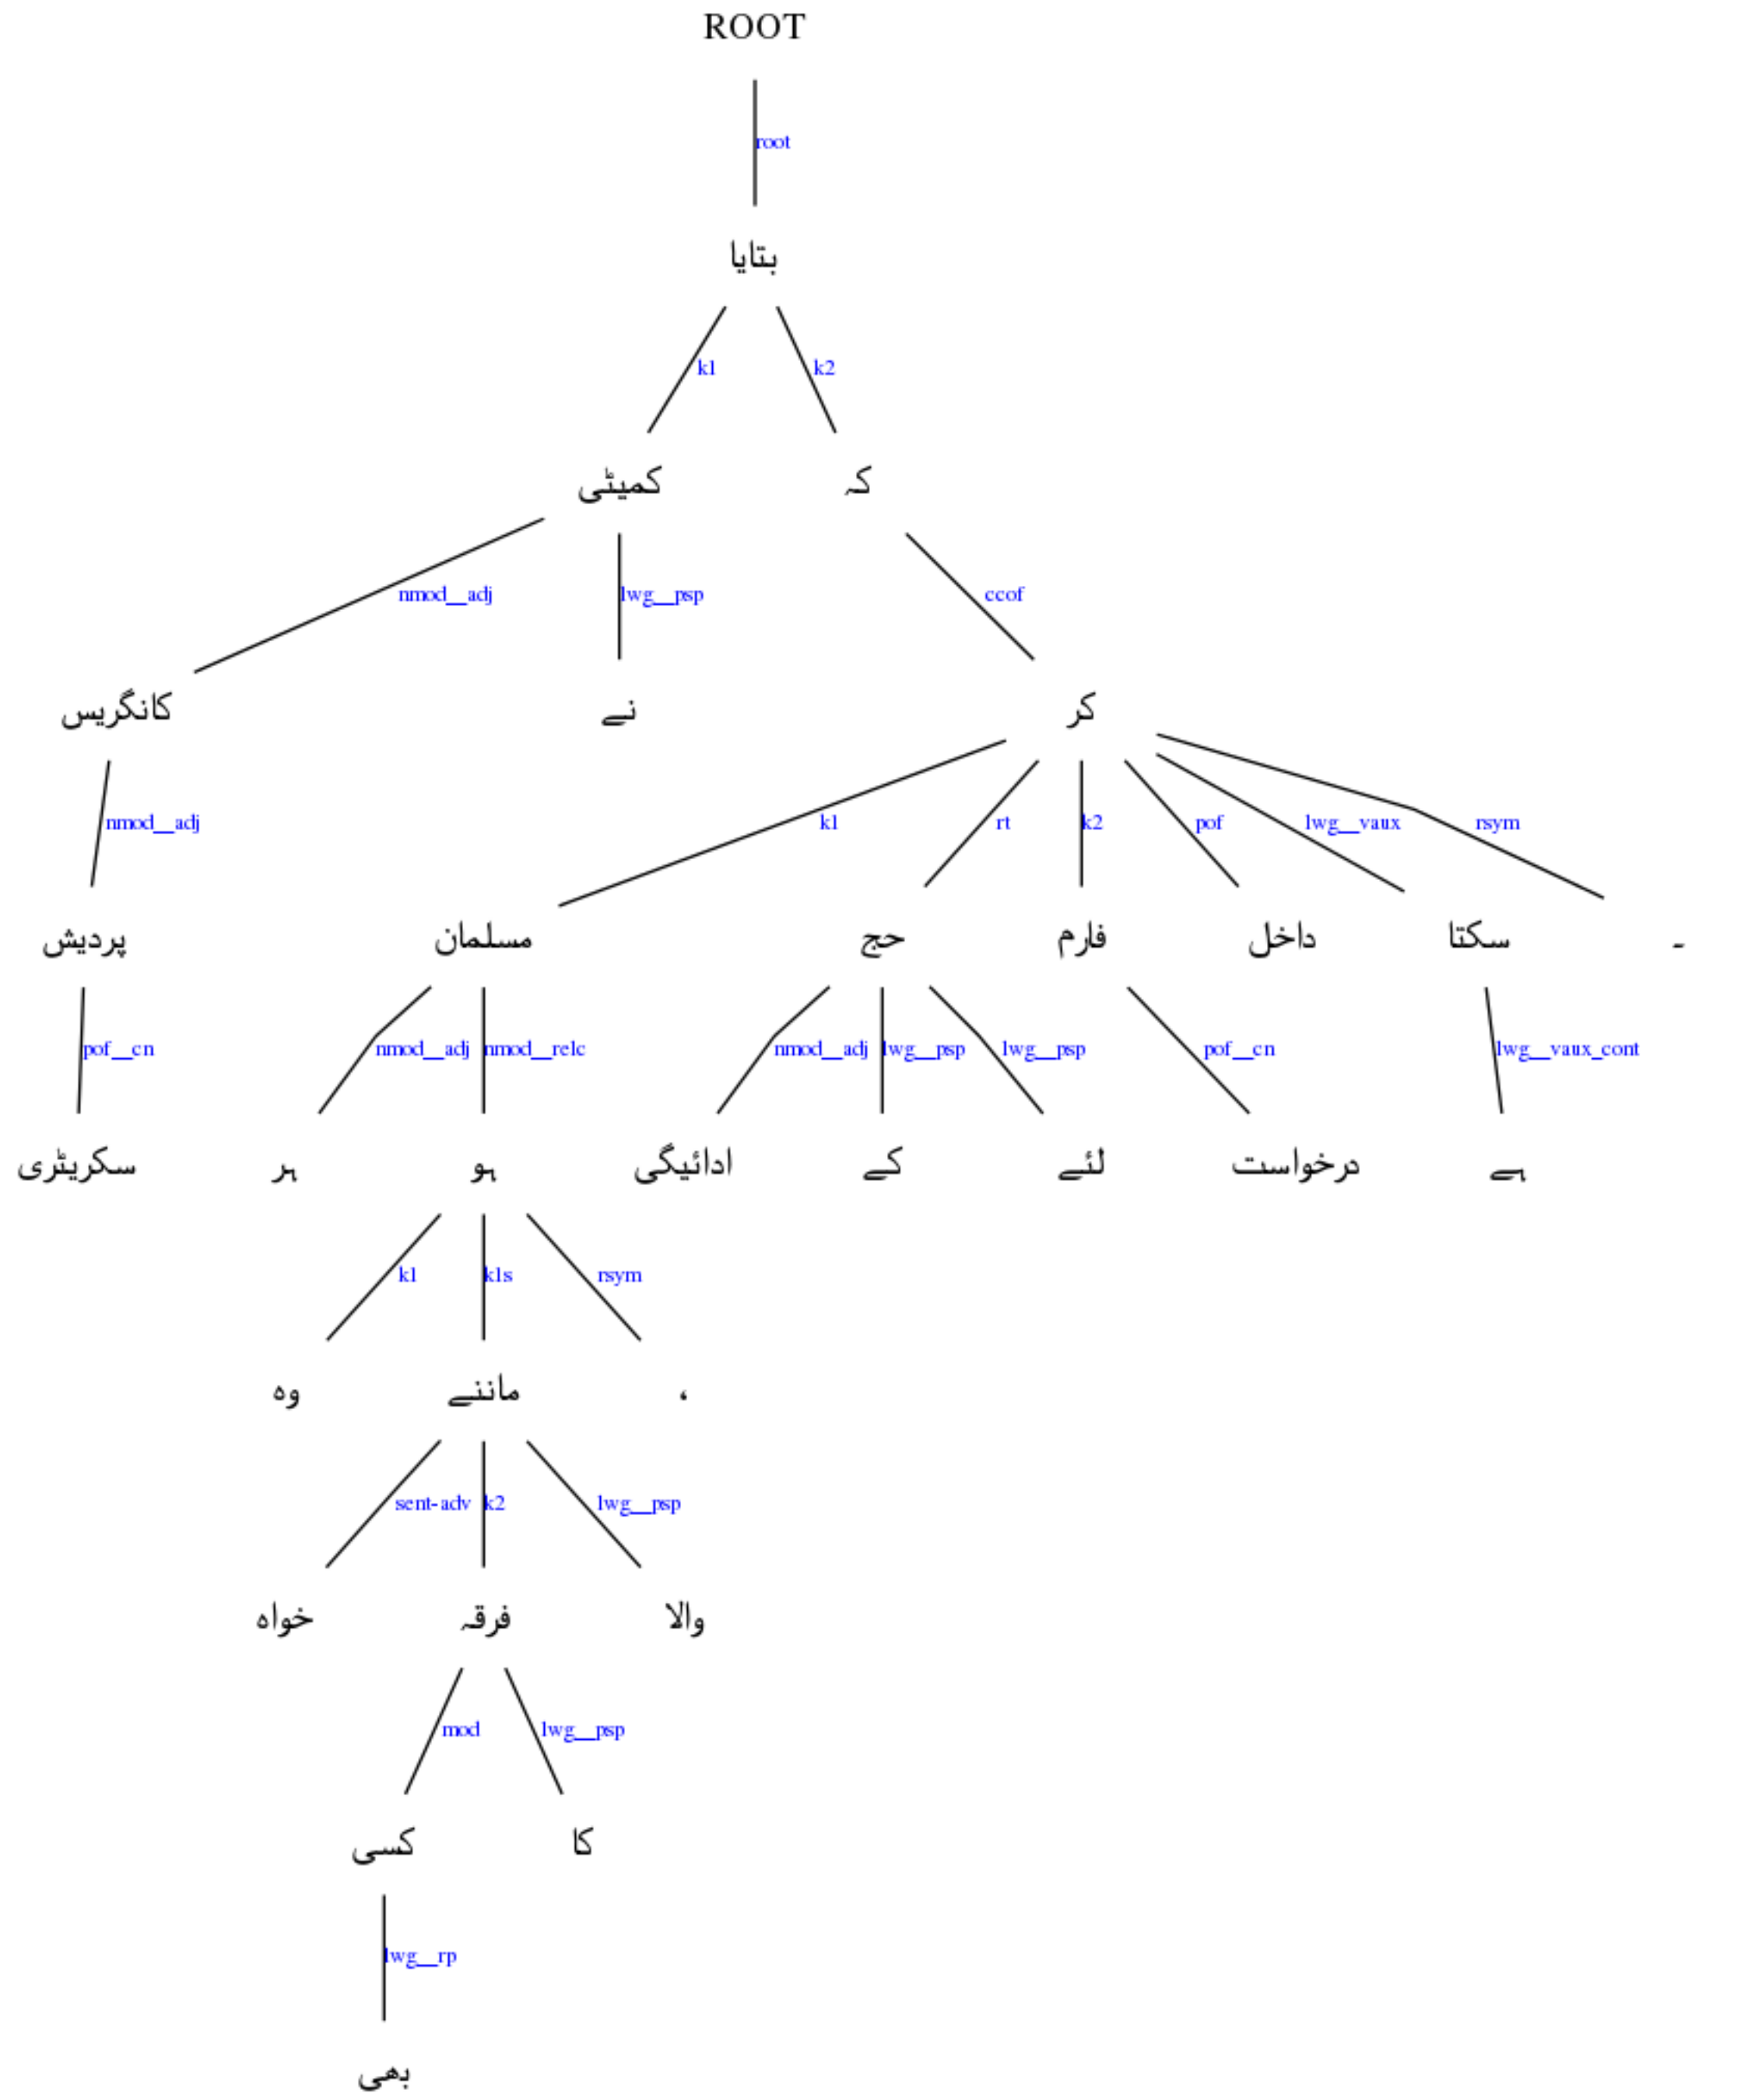 ROOT
root
بتایا
k1 k2
کمیٹی کہ
nmod__adj lwg__psp ccof
کانگریس نے کر
nmod__adj k1 rt k2 pof lwg__vaux rsym
پردیش مسلمان حج فارم داخل سکتا ۔
pof__cn nmod__adj nmod__relc nmod__adj lwg__psp lwg__psp pof__cn lwg__vaux_cont
سکریٹری ہر ہو ادائیگی کے لئے درخواست ہے
k1 k1s rsym
وہ ماننے ،
sent-adv k2 lwg__psp
خواہ فرقہ والا
mod lwg__psp
کسی کا
lwg__rp
بھی